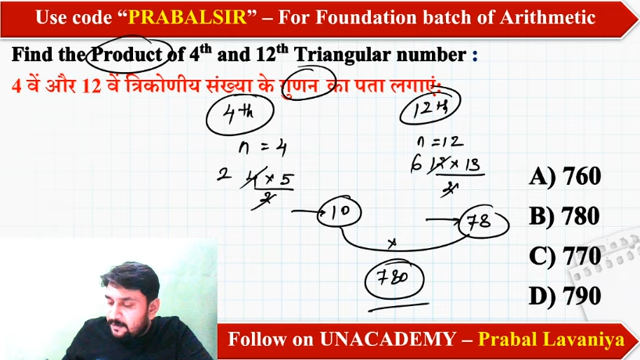 Use code “PRABALSIR” – For Foundation batch of Arithmetic
Find the Product of 4th and 12th Triangular number :
4 वें और 12 वें त्रिकोणीय संख्या के गुणन का पता लगाएं:
4th 12th
n = 4 n = 12
2 4 × 5 6 12 × 13
2 2
10 78
×
780
A) 760
B) 780
C) 770
D) 790
Follow on UNACADEMY – Prabal Lavaniya